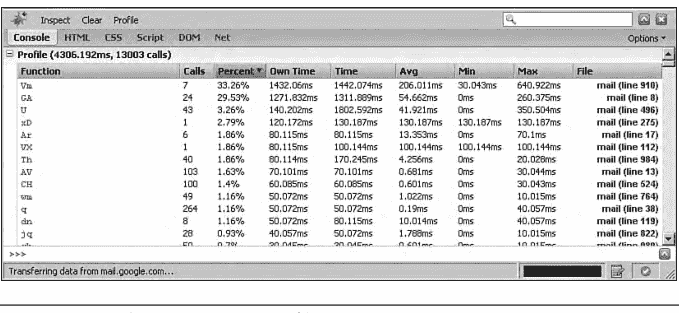 Inspect Clear Profile
Console HTML CSS Script DOM Net Options
Profile (4306.192ms, 13003 calls)
Function Calls Percent Own Time Time Avg Min Max File
Vm 7 33.26% 1432.06ms 1442.074ms 206.011ms 30.043ms 640.922ms mail (line 910)
GA 24 29.53% 1271.832ms 1311.889ms 54.662ms 0ms 260.375ms mail (line 8)
U 43 3.26% 140.202ms 1802.592ms 41.921ms 0ms 350.504ms mail (line 496)
xD 1 2.79% 120.172ms 130.187ms 130.187ms 130.187ms 130.187ms mail (line 275)
Ar 6 1.86% 80.115ms 80.115ms 13.353ms 0ms 70.1ms mail (line 17)
VX 1 1.86% 80.115ms 100.144ms 100.144ms 100.144ms 100.144ms mail (line 112)
Th 40 1.86% 80.114ms 170.245ms 4.256ms 0ms 20.028ms mail (line 984)
AV 103 1.63% 70.101ms 70.101ms 0.681ms 0ms 30.044ms mail (line 13)
CH 100 1.4% 60.085ms 60.085ms 0.601ms 0ms 30.043ms mail (line 524)
wm 49 1.16% 50.072ms 50.072ms 1.022ms 0ms 10.015ms mail (line 764)
q 264 1.16% 50.072ms 50.072ms 0.19ms 0ms 40.057ms mail (line 38)
dn 8 1.16% 50.072ms 80.115ms 10.014ms 0ms 40.057ms mail (line 119)
jq 28 0.93% 40.057ms 50.072ms 1.788ms 0ms 10.015ms mail (line 822)
>>>
Transferring data from mail.google.com...